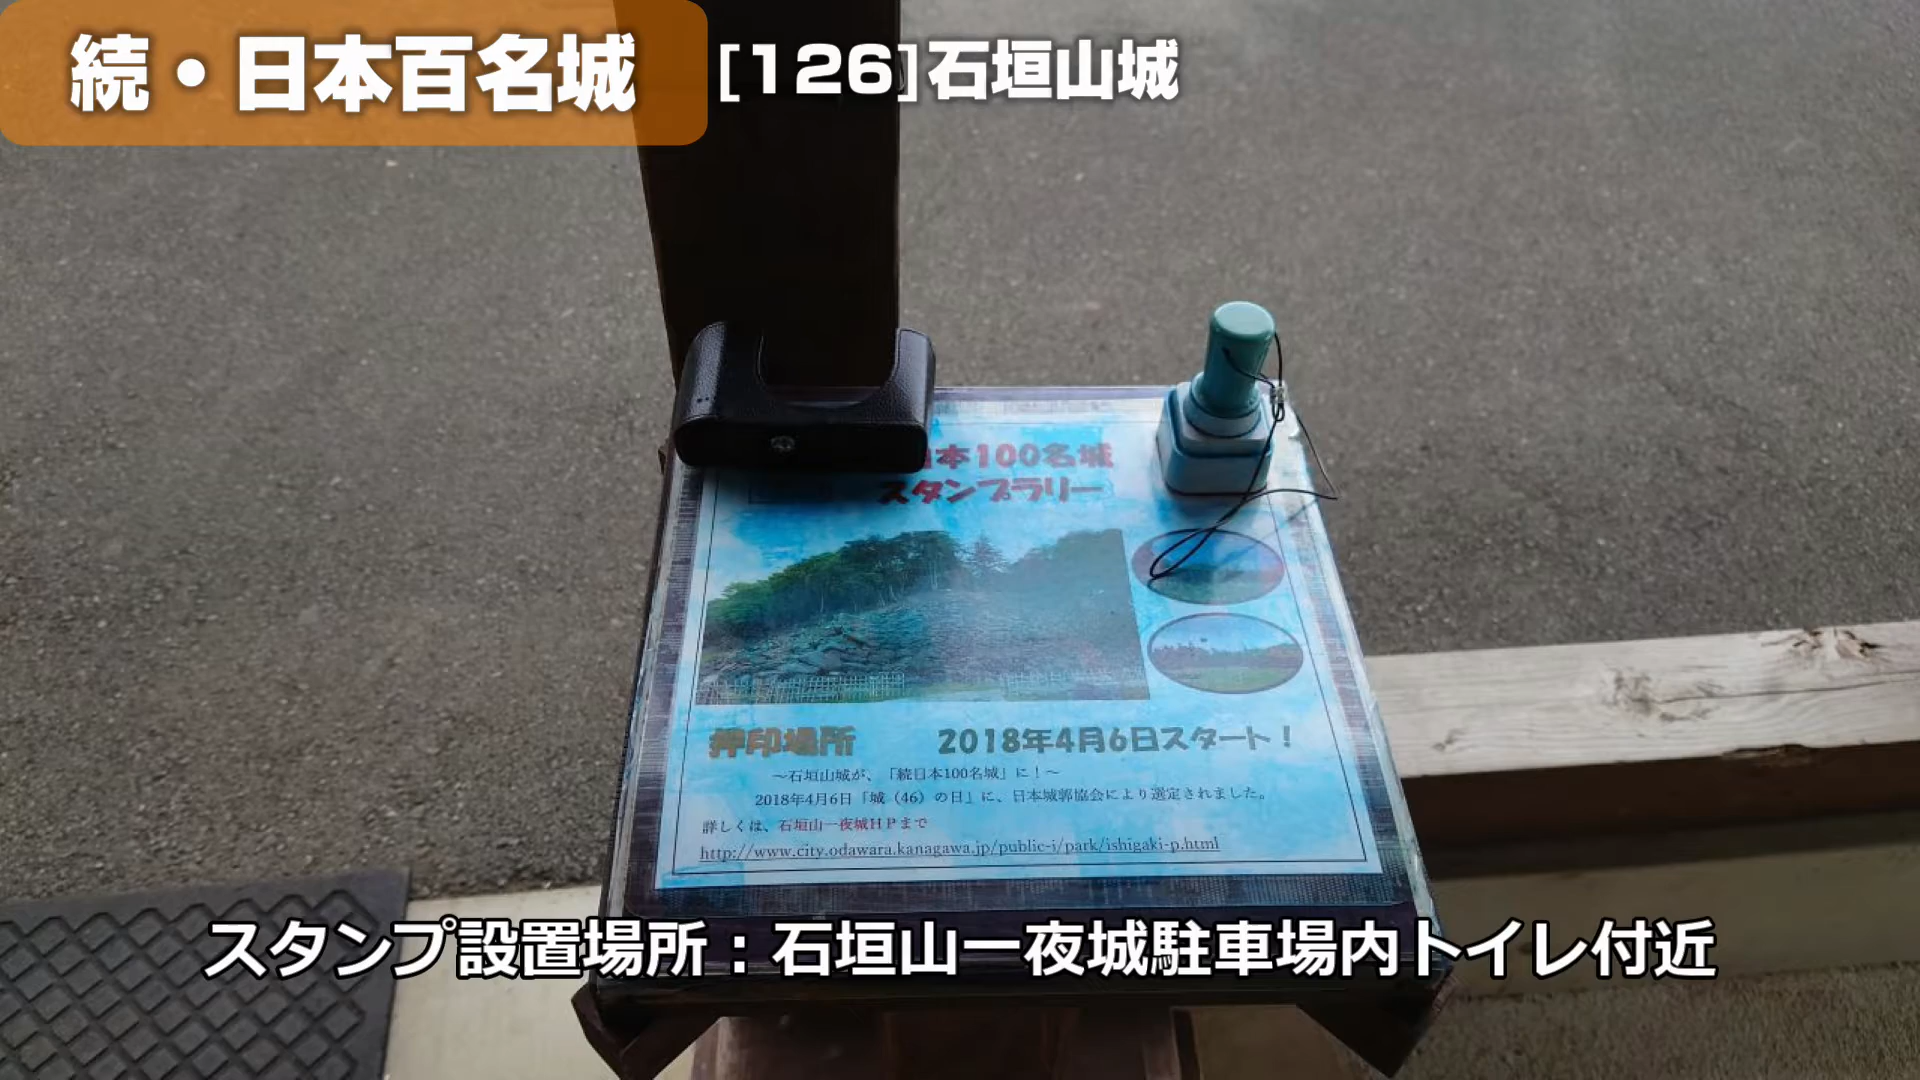 続・日本百名城
[126]石垣山城
本100名城
スタンプラリー
押印場所 2018年4月6日スタート！
～石垣山城が、「続日本100名城」に！～
2018年4月6日「城（46）の日」に、日本城郭協会により選定されました。
詳しくは、石垣山一夜城ＨＰまで
http://www.city.odawara.kanagawa.jp/public-i/park/ishigaki-p.html
スタンプ設置場所：石垣山一夜城駐車場内トイレ付近